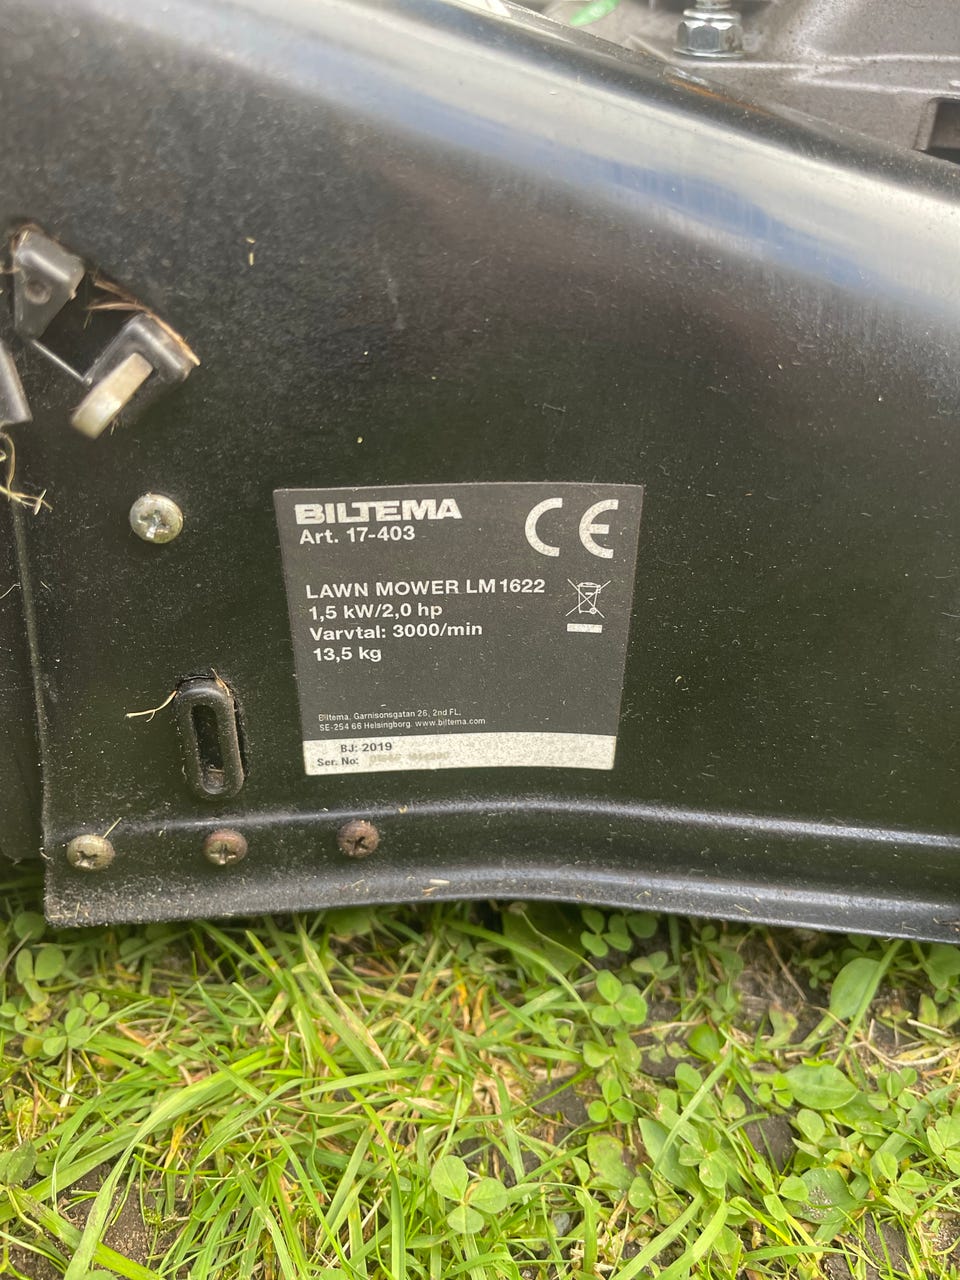 BILTEMA
Art. 17-403
CE
LAWN MOWER LM1622
1,5 kW/2,0 hp
Varvtal: 3000/min
13,5 kg
Biltema, Garnisonsgatan 26, 2nd FL,
SE-254 66 Helsingborg. www.biltema.com
BJ: 2019
Ser. No: